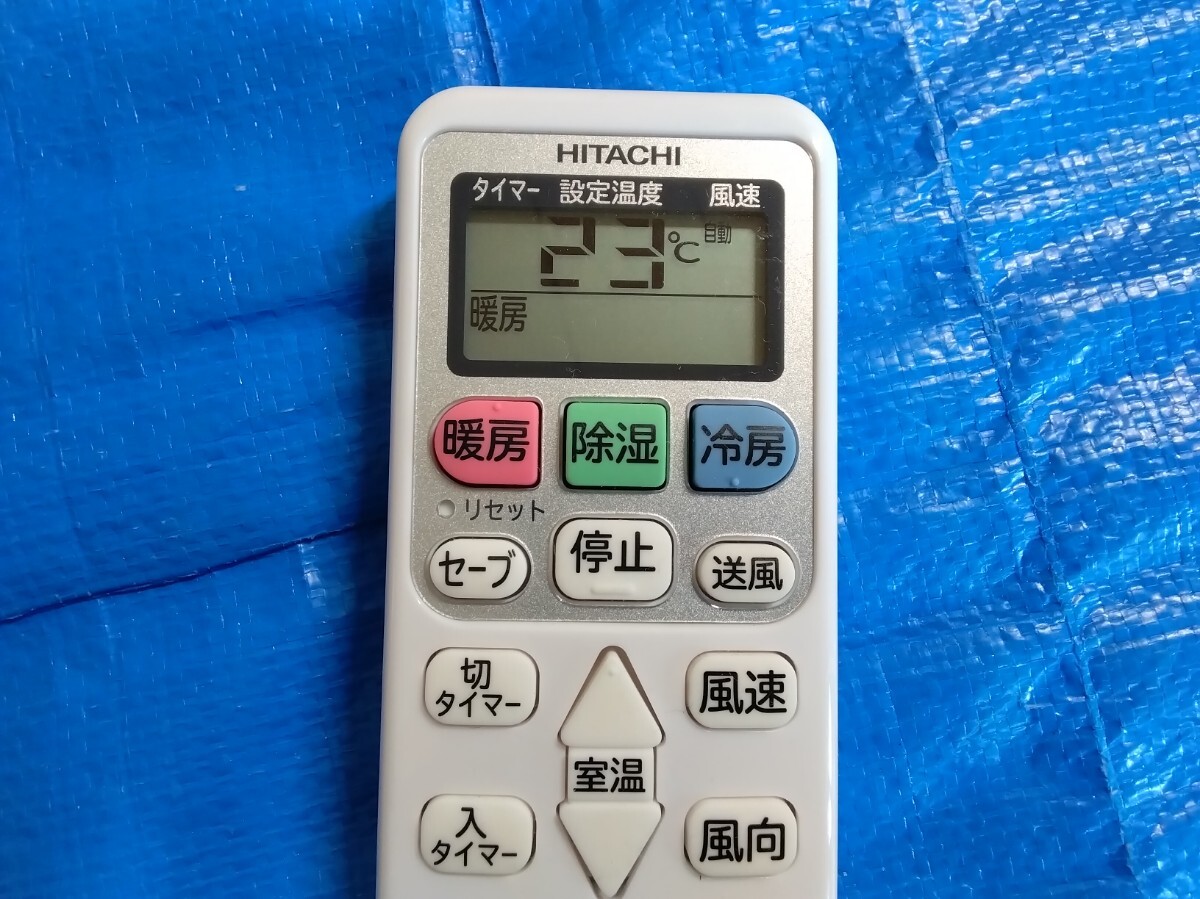 HITACHI
タイマー 設定温度 風速
23℃ 自動
暖房
暖房 除湿 冷房
リセット
セーブ 停止 送風
切
タイマー
風速
室温
入
タイマー
風向